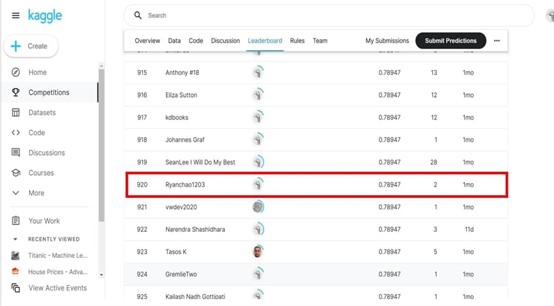 kaggle
Search
Create
Overview Data Code Discussion Leaderboard Rules Team My Submissions Submit Predictions
Home
Competitions
Datasets
Code
Discussions
Courses
More
Your Work
RECENTLY VIEWED
Titanic - Machine Le...
House Prices - Adva...
View Active Events
915 Anthony #18 0.78947 13 1mo
916 Eliza Sutton 0.78947 12 1mo
917 kdbooks 0.78947 12 1mo
918 Johannes Graf 0.78947 1 1mo
919 SeanLee I Will Do My Best 0.78947 28 1mo
920 Ryanchao1203 0.78947 2 1mo
921 vwdev2020 0.78947 1 1mo
922 Narendra Shashidhara 0.78947 3 11d
923 Tasos K 0.78947 5 1mo
924 GremlieTwo 0.78947 1 1mo
925 Kailash Nadh Gottipati 0.78947 1 1mo